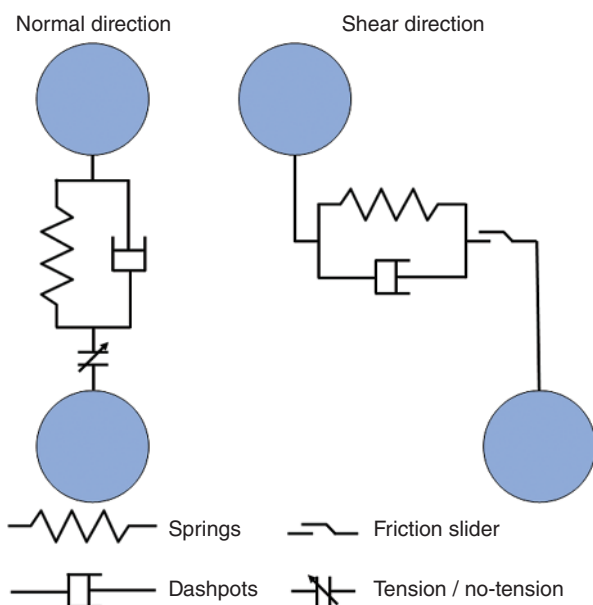 Normal direction
Shear direction
Springs
Friction slider
Dashpots
Tension / no-tension